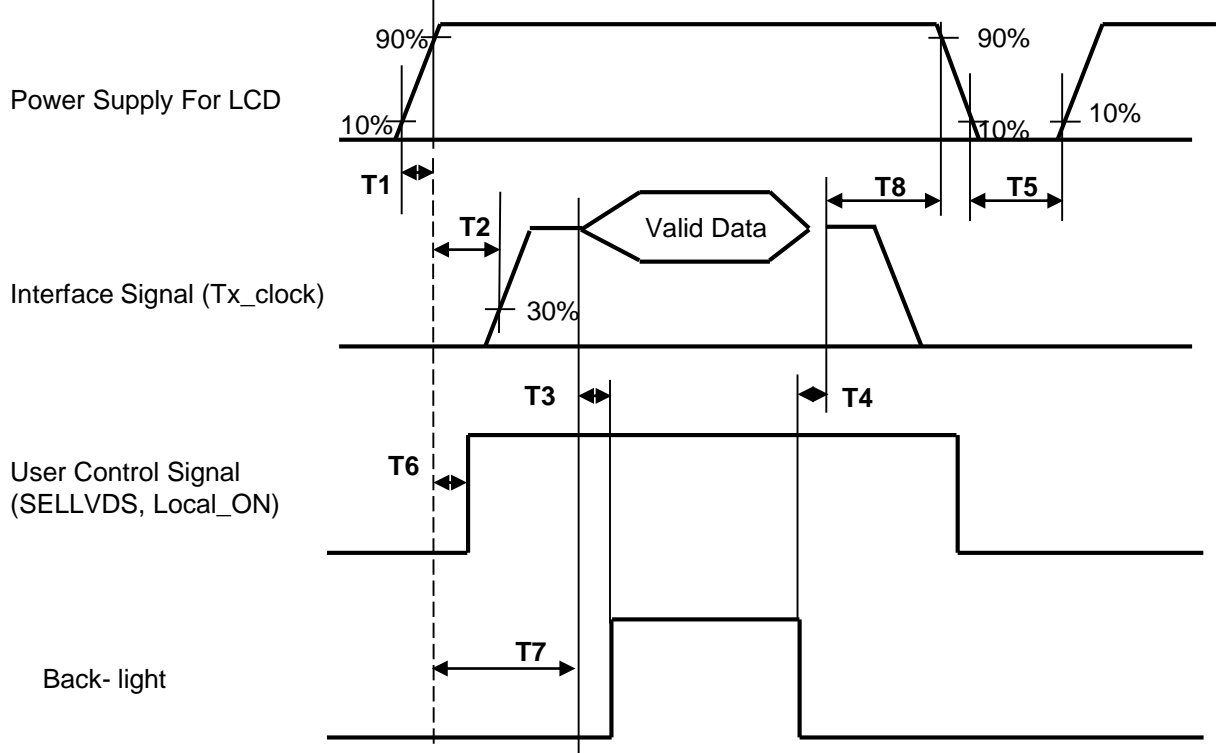 90%
90%
Power Supply For LCD
10%
10%
10%
T1
T8
T5
T2
Valid Data
Interface Signal (Tx_clock)
30%
T3
T4
User Control Signal
(SELLVDS, Local_ON)
T6
T7
Back- light